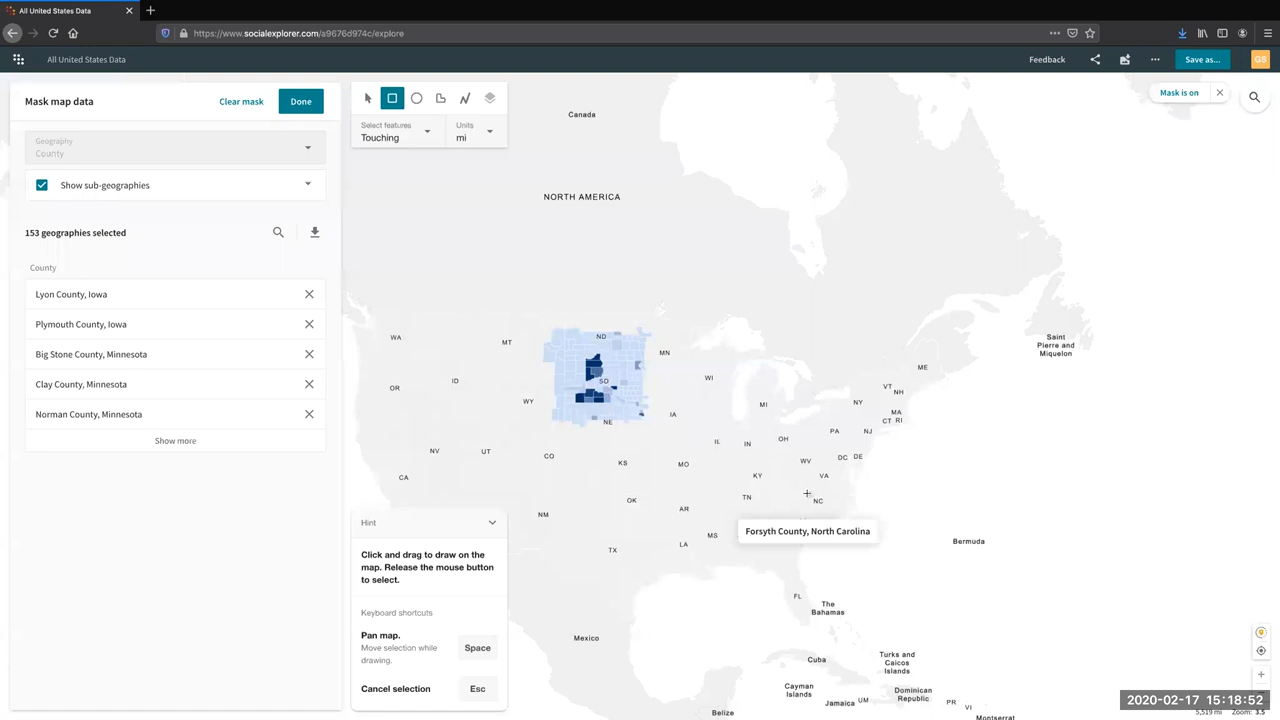 All United States Data
https://www.socialexplorer.com/a9676d974c/explore
All United States Data
Feedback
Save as...
GS
Mask map data
Clear mask
Done
Geography
County
Show sub-geographies
153 geographies selected
County
Lyon County, Iowa
Plymouth County, Iowa
Big Stone County, Minnesota
Clay County, Minnesota
Norman County, Minnesota
Show more
Select features
Touching
Units
mi
Mask is on
Canada
NORTH AMERICA
Saint
Pierre and
Miquelon
WA
MT
ND
MN
ME
OR
ID
SD
WI
VT
NH
WY
MI
NY
MA
NE
IA
CT
RI
PA
NJ
NV
UT
CO
IL
IN
OH
DC
DE
KS
MO
WV
CA
KY
VA
OK
TN
NC
NM
AR
MS
LA
TX
Forsyth County, North Carolina
Bermuda
FL
The
Bahamas
Mexico
Cuba
Turks and
Caicos
Islands
Cayman
Islands
Jamaica
UM
Dominican
Republic
PR
VI
Belize
Montserrat
Hint
Click and drag to draw on the
map. Release the mouse button
to select.
Keyboard shortcuts
Pan map.
Move selection while
drawing.
Space
Cancel selection
Esc
2020-02-17 15:18:52
5,519 mi
Zoom: 3.5